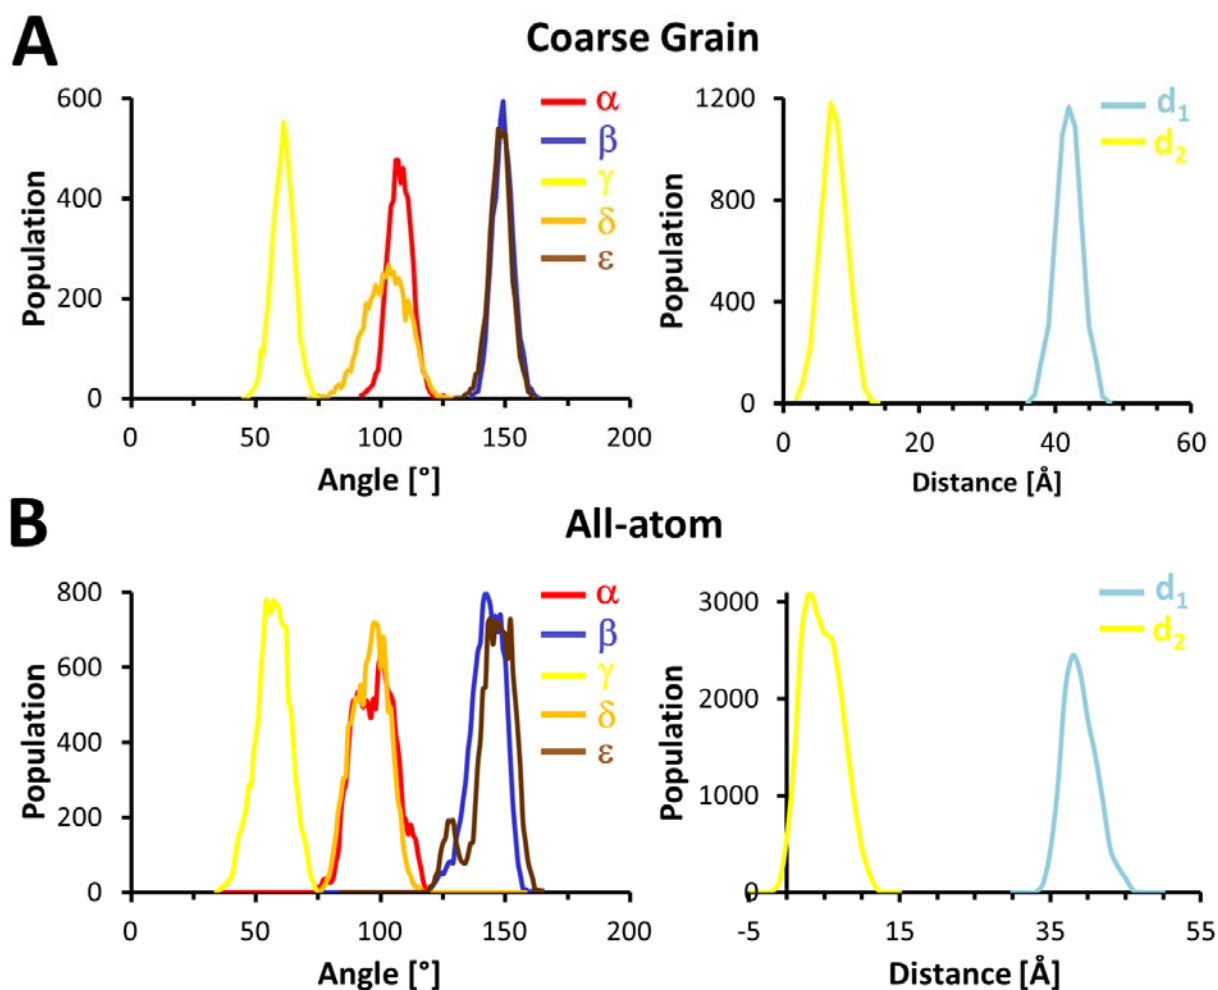 A
Coarse Grain
600
400
200
0
Population
0 50 100 150 200
Angle [°]
α
β
γ
δ
ε
1200
800
400
0
Population
0 20 40 60
Distance [Å]
d1
d2
B
All-atom
800
600
400
200
0
Population
0 50 100 150 200
Angle [°]
α
β
γ
δ
ε
3000
2000
1000
0
Population
-5 15 35 55
Distance [Å]
d1
d2